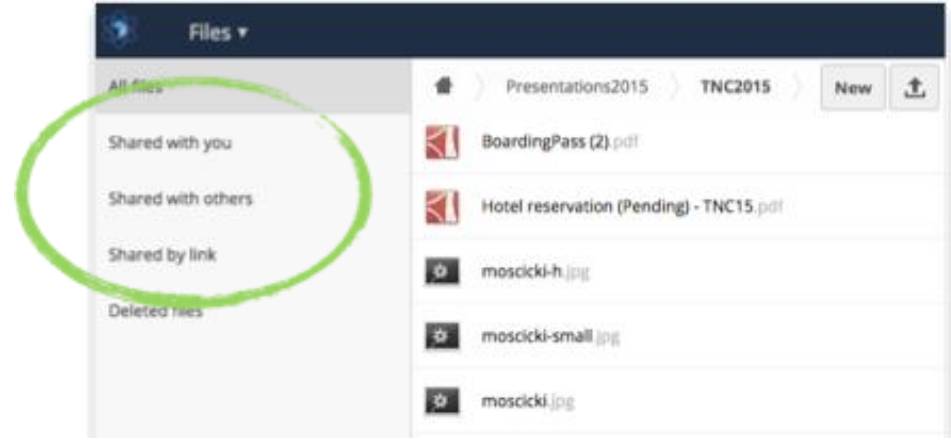 Files ▾
All files
Shared with you
Shared with others
Shared by link
Deleted files
Presentations2015 TNC2015 New
BoardingPass (2).pdf
Hotel reservation (Pending) - TNC15.pdf
moscicki-h.jpg
moscicki-small.jpg
moscicki.jpg